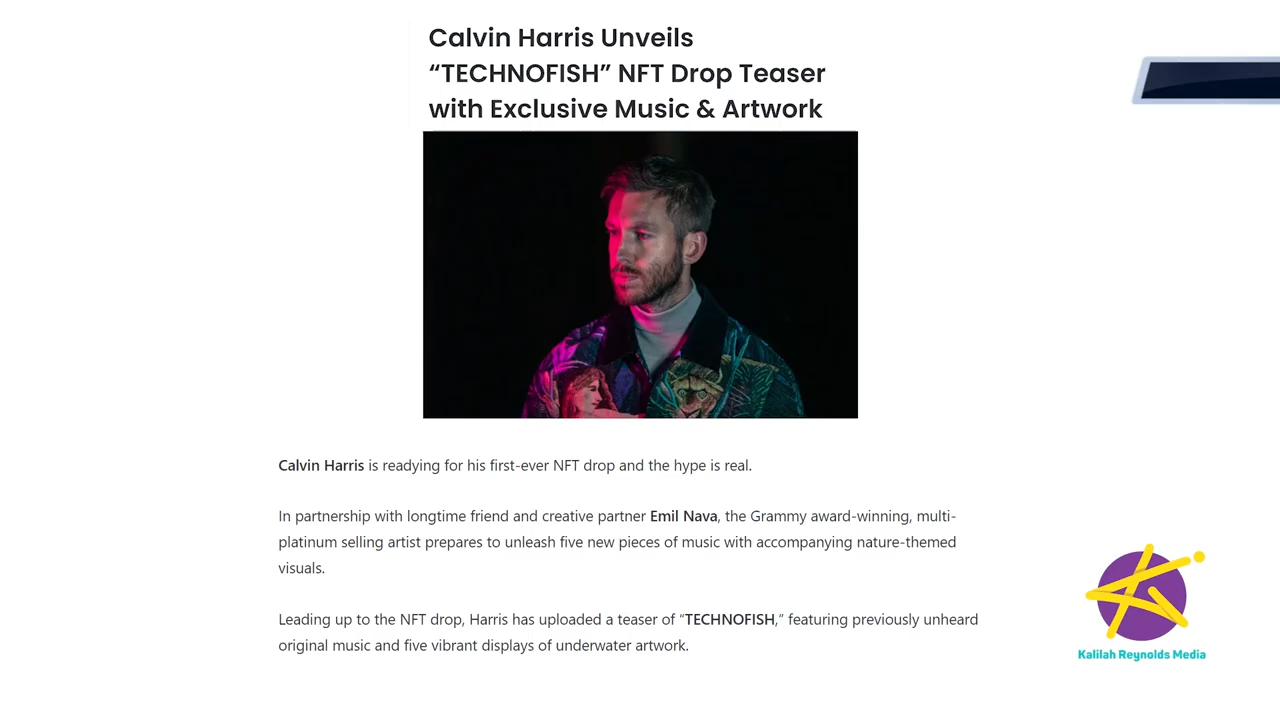 Calvin Harris Unveils
“TECHNOFISH” NFT Drop Teaser
with Exclusive Music & Artwork
Calvin Harris is readying for his first-ever NFT drop and the hype is real.
In partnership with longtime friend and creative partner Emil Nava, the Grammy award-winning, multi-
platinum selling artist prepares to unleash five new pieces of music with accompanying nature-themed
visuals.
Leading up to the NFT drop, Harris has uploaded a teaser of “TECHNOFISH,” featuring previously unheard
original music and five vibrant displays of underwater artwork.
Kalilah Reynolds Media